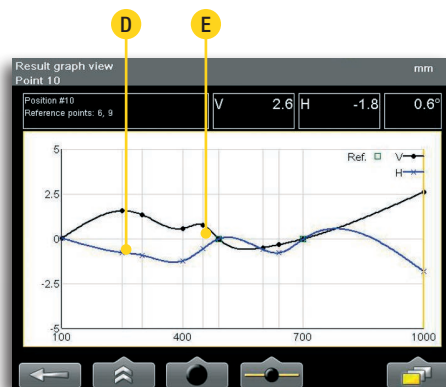 D E
Result graph view mm
Point 10
Position #10
Reference points: 6, 9
V 2.6 H -1.8 0.6°
Ref. V
H
5
2.5
0
-2.5
-5
100 400 700 1000